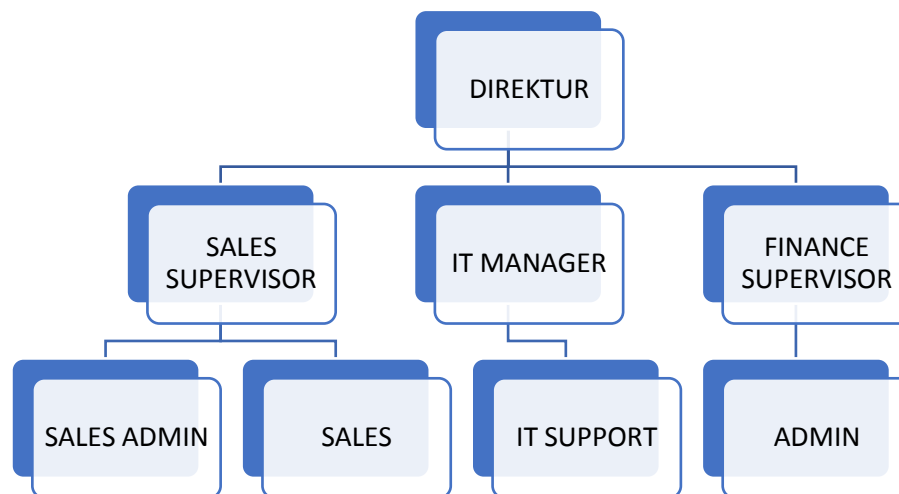 DIREKTUR
SALES
SUPERVISOR
IT MANAGER
FINANCE
SUPERVISOR
SALES ADMIN
SALES
IT SUPPORT
ADMIN